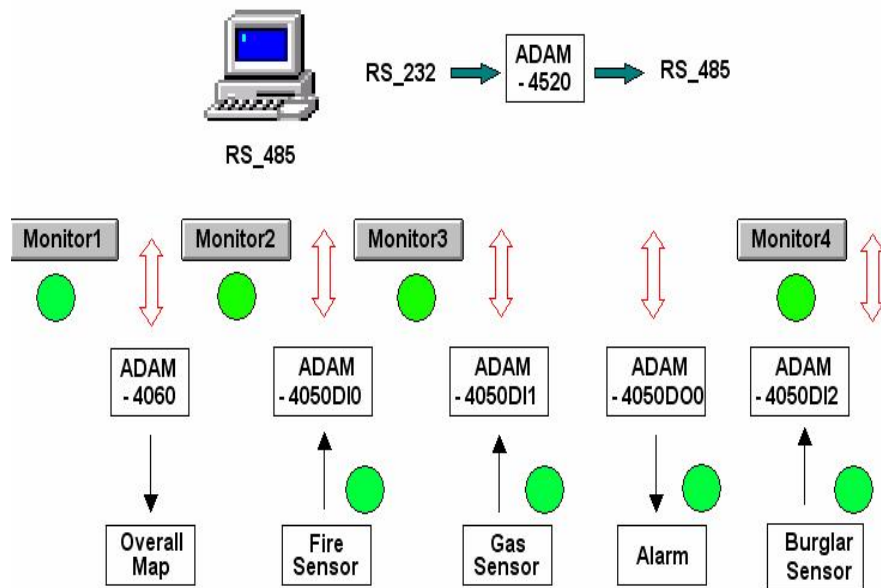 RS_232
ADAM
- 4520
RS_485
RS_485
Monitor1
Monitor2
Monitor3
Monitor4
ADAM
- 4060
ADAM
- 4050DI0
ADAM
- 4050DI1
ADAM
- 4050DO0
ADAM
- 4050DI2
Overall
Map
Fire
Sensor
Gas
Sensor
Alarm
Burglar
Sensor